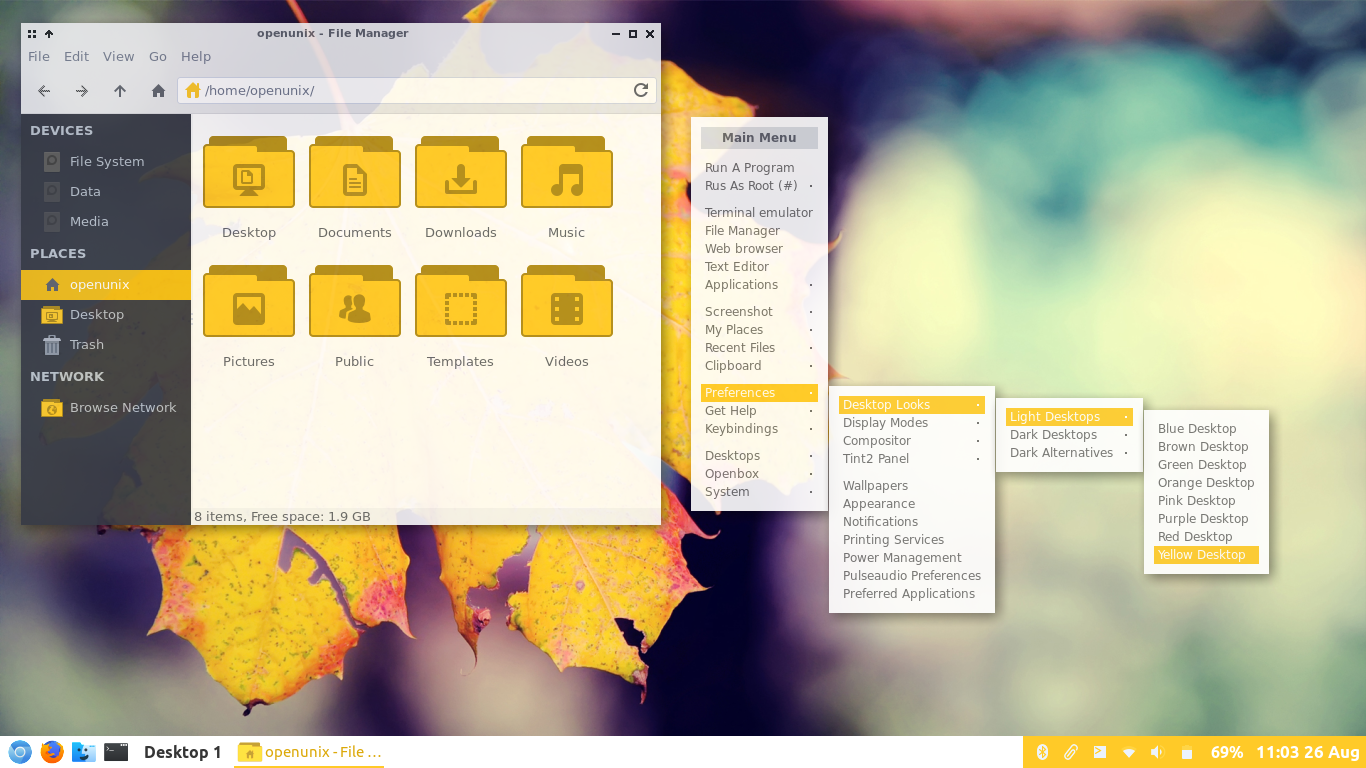 openunix - File Manager
File Edit View Go Help
/home/openunix/
DEVICES
File System
Data
Media
PLACES
openunix
Desktop
Trash
NETWORK
Browse Network
Desktop Documents Downloads Music
Pictures Public Templates Videos
8 items, Free space: 1.9 GB
Main Menu
Run A Program
Rus As Root (#)
Terminal emulator
File Manager
Web browser
Text Editor
Applications
Screenshot
My Places
Recent Files
Clipboard
Preferences
Get Help
Keybindings
Desktops
Openbox
System
Desktop Looks
Display Modes
Compositor
Tint2 Panel
Wallpapers
Appearance
Notifications
Printing Services
Power Management
Pulseaudio Preferences
Preferred Applications
Light Desktops
Dark Desktops
Dark Alternatives
Blue Desktop
Brown Desktop
Green Desktop
Orange Desktop
Pink Desktop
Purple Desktop
Red Desktop
Yellow Desktop
Desktop 1
openunix - File ...
69% 11:03 26 Aug